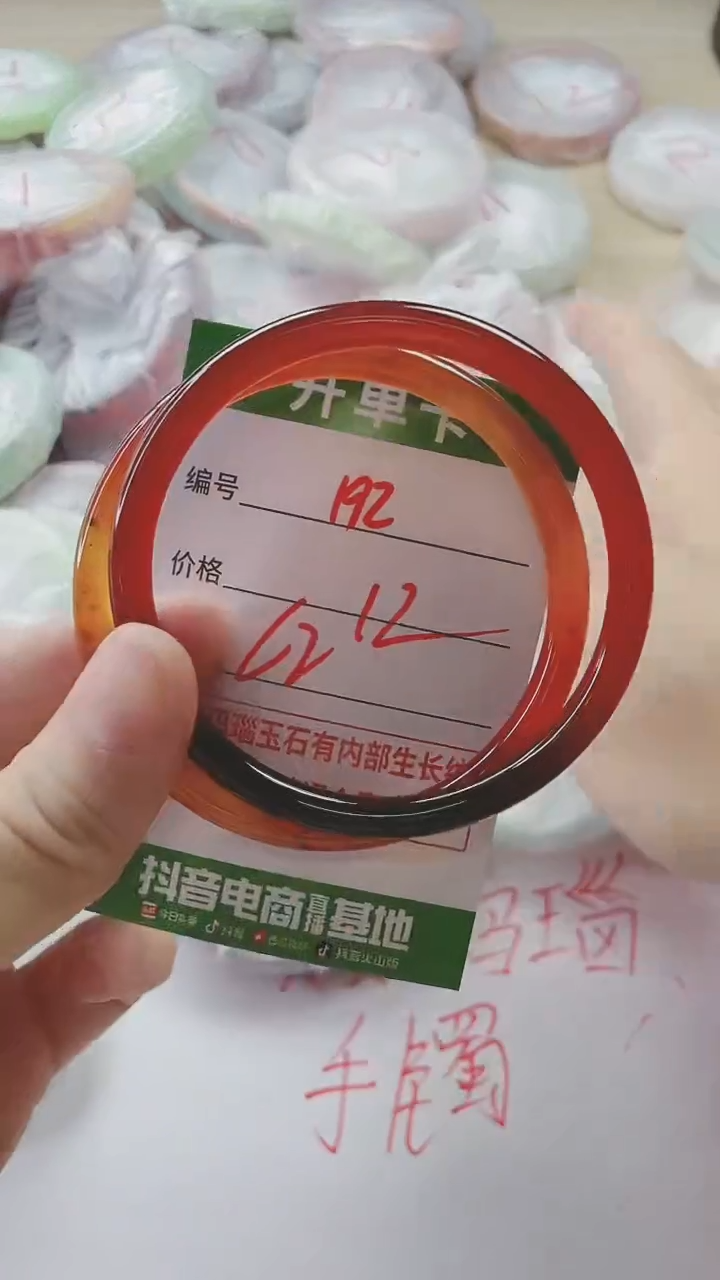 开单卡
编号 192
价格 12
62
瑙玉石有内部生长纹
抖音电商直播基地
今日头条 抖音 西瓜视频 抖音火山版
玛瑙
手镯